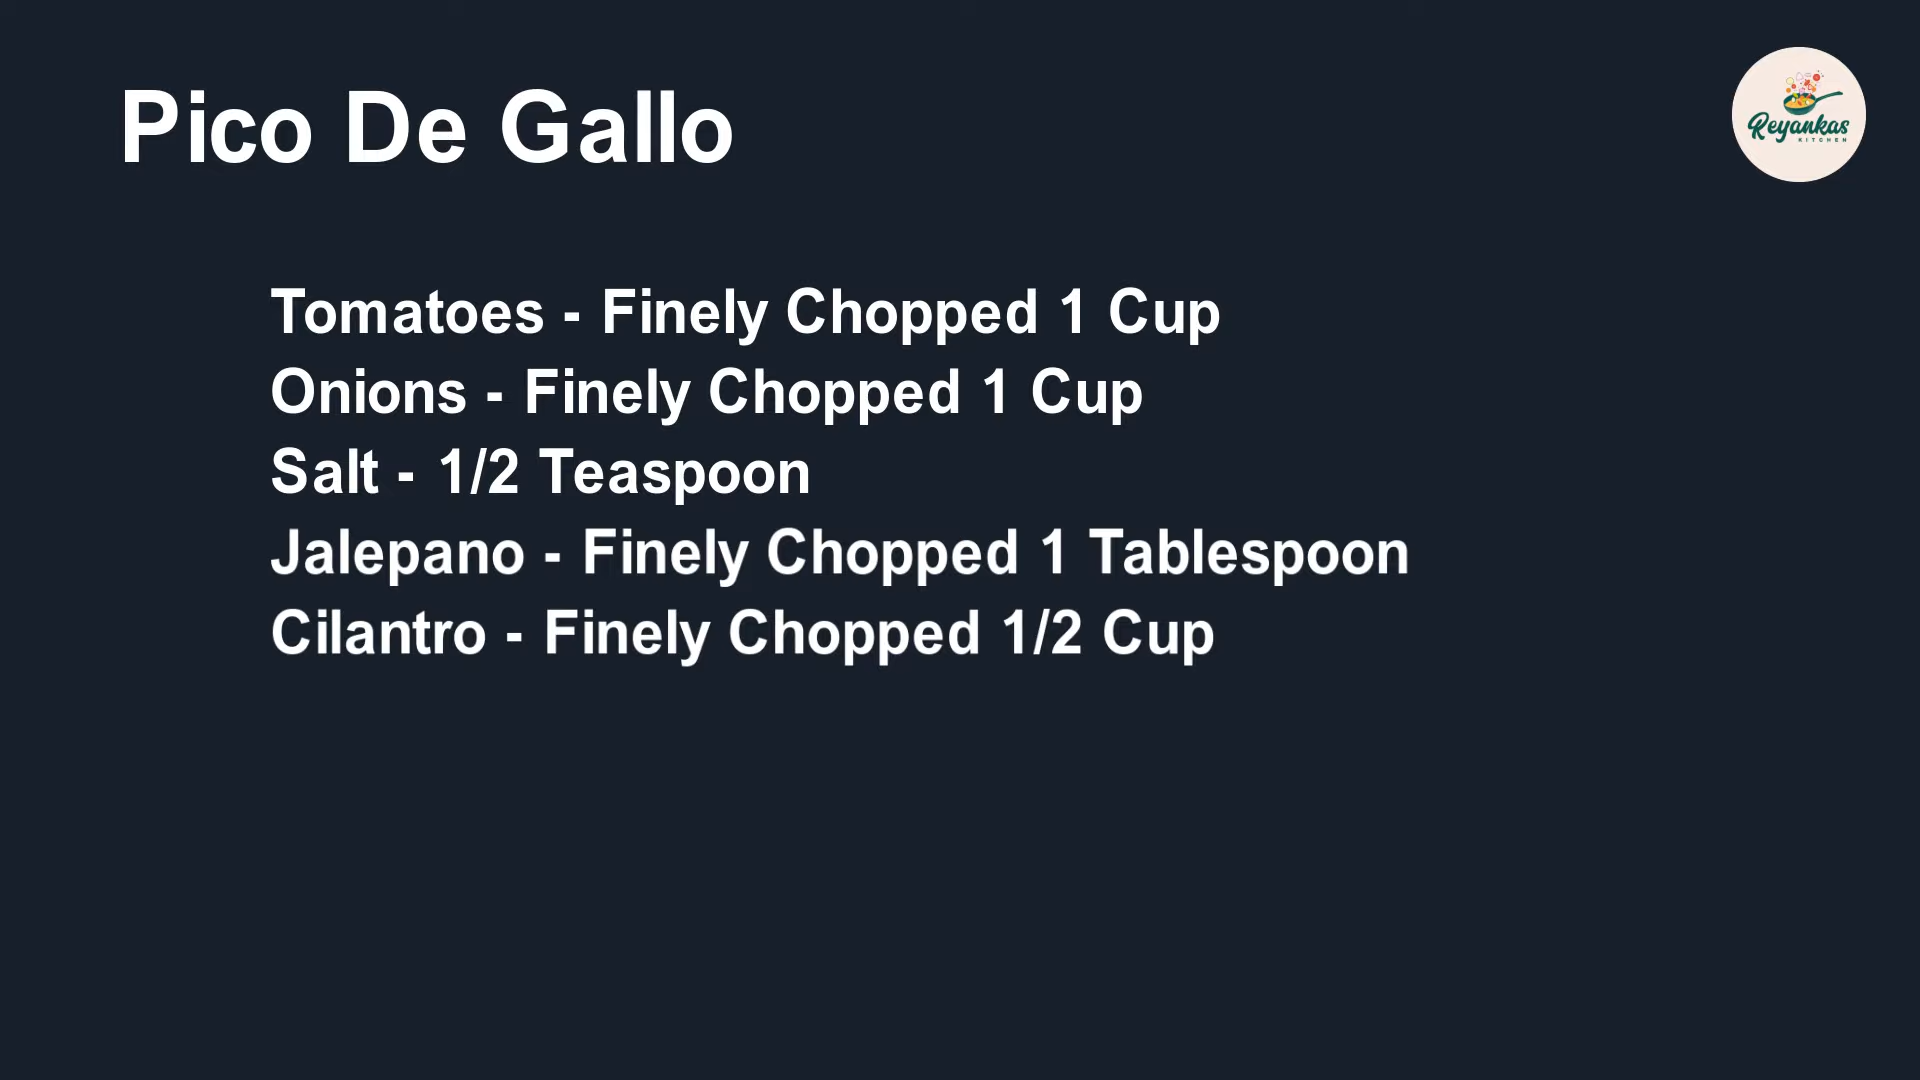 Pico De Gallo
Reyankas
KITCHEN
Tomatoes - Finely Chopped 1 Cup
Onions - Finely Chopped 1 Cup
Salt - 1/2 Teaspoon
Jalepano - Finely Chopped 1 Tablespoon
Cilantro - Finely Chopped 1/2 Cup